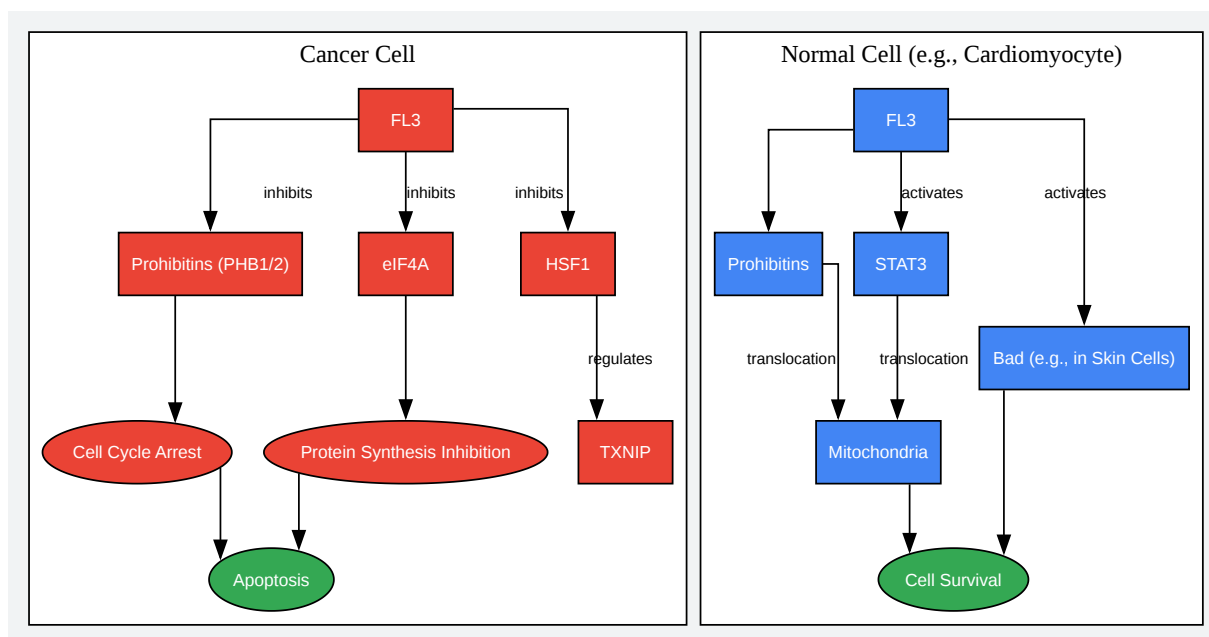 Cancer Cell
FL3
inhibits
inhibits
inhibits
Prohibitins (PHB1/2)
eIF4A
HSF1
regulates
Cell Cycle Arrest
Protein Synthesis Inhibition
TXNIP
Apoptosis
Normal Cell (e.g., Cardiomyocyte)
FL3
activates
activates
Prohibitins
STAT3
translocation
translocation
Bad (e.g., in Skin Cells)
Mitochondria
Cell Survival